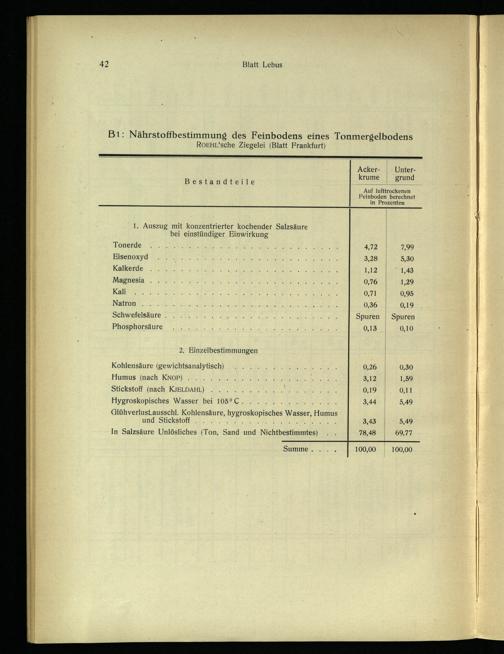 42 Blatt Lebus
B1: Nährstoffbestimmung des Feinbodens eines Tonmergelbodens
ROEHL'sche Ziegelei (Blatt Frankfurt)
Bestandteile Acker- Unter-
krume grund
Auf lufttrockenen
Feinboden berechnet
in Prozenten
1. Auszug mit konzentrierter kochender Salzsäure
bei einstündiger Einwirkung
Tonerde . . . . . . . . . . 4,72 7,99
Eisenoxyd . . . . . . . . . . 3,28 5,30
Kalkerde . . . . . . . . . . 1,12 1,43
Magnesia . . . . . . . . . . 0,76 1,29
Kali . . . . . . . . . . 0,71 0,95
Natron . . . . . . . . . . 0,36 0,19
Schwefelsäure . . . . . . . . . . Spuren Spuren
Phosphorsäure . . . . . . . . . . 0,13 0,10
2. Einzelbestimmungen
Kohlensäure (gewichtsanalytisch) . . . . . . . . . . 0,26 0,30
Humus (nach KNOP) . . . . . . . . . . 3,12 1,59
Stickstoff (nach KJELDAHL) . . . . . . . . . . 0,19 0,11
Hygroskopisches Wasser bei 105° C . . . . . . . . . . 3,44 5,49
Glühverlust ausschl. Kohlensäure, hygroskopisches Wasser, Humus
und Stickstoff . . . . . . . . . . 3,43 5,49
In Salzsäure Unlösliches (Ton, Sand und Nichtbestimmtes) . . 78,48 69,77
Summe . . . . 100,00 100,00